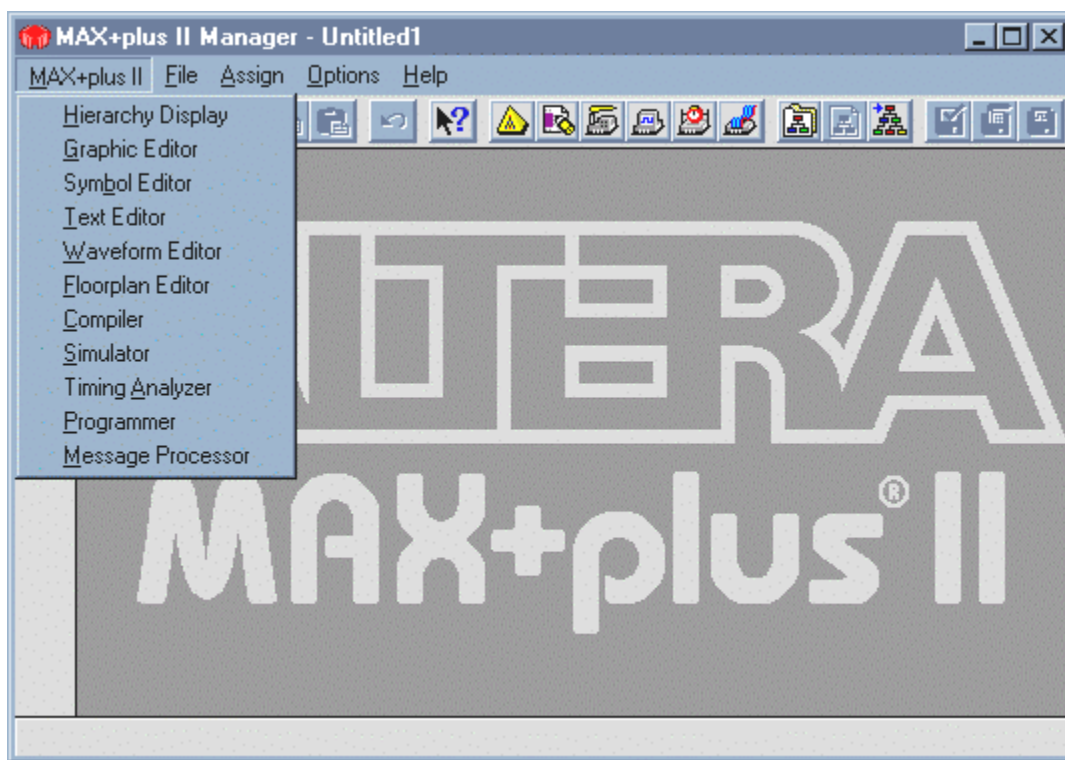 MAX+plus II Manager - Untitled1
MAX+plus II File Assign Options Help
Hierarchy Display
Graphic Editor
Symbol Editor
Text Editor
Waveform Editor
Floorplan Editor
Compiler
Simulator
Timing Analyzer
Programmer
Message Processor
ALTERA
MAX+plus® II